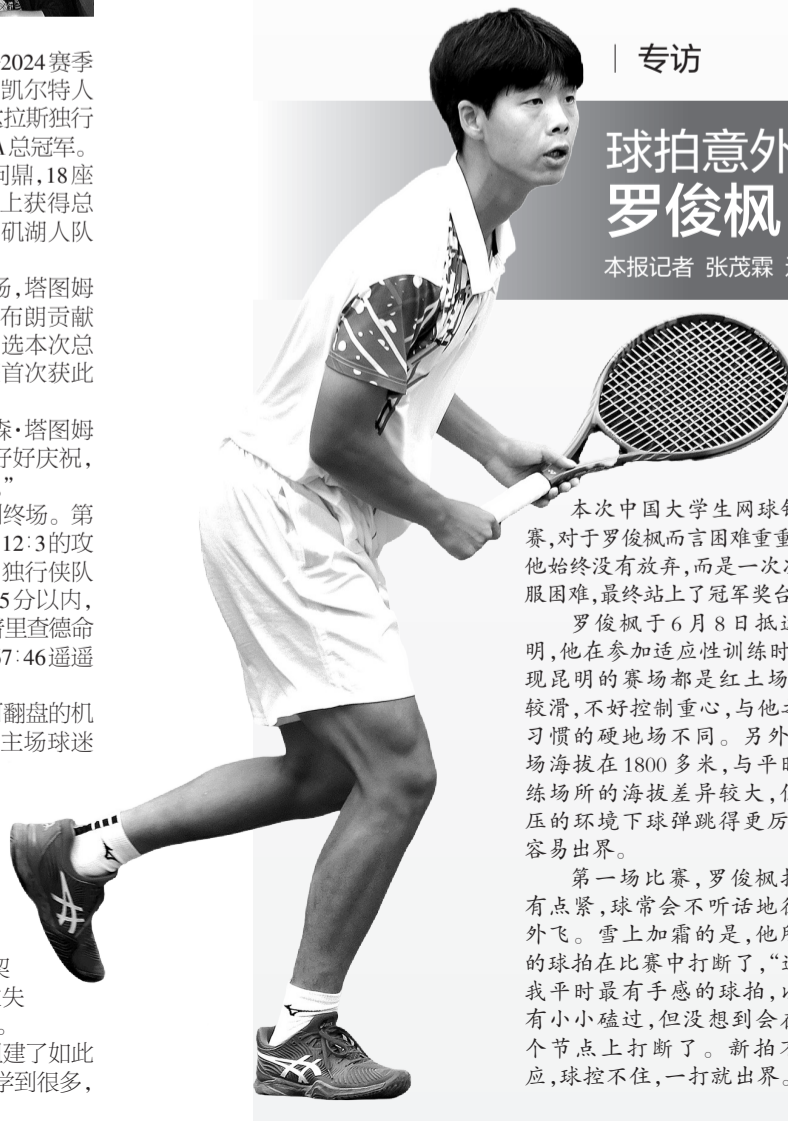 2024赛季
凯尔特人
拉斯独行
总冠军。
问鼎,18座
上获得总
矶湖人队
场,塔图姆
布朗贡献
选本次总
首次获此
森·塔图姆
好好庆祝,
”
终场。第
12:3的攻
独行侠队
5分以内,
普里查德命
67:46遥遥
翻盘的机
主场球迷
失
。
建了如此
学到很多,
专访
球拍意外
罗俊枫
本报记者 张茂霖
本次中国大学生网球锦
赛,对于罗俊枫而言困难重重
他始终没有放弃,而是一次次
服困难,最终站上了冠军奖台
罗俊枫于6月8日抵达
明,他在参加适应性训练时
现昆明的赛场都是红土场
较滑,不好控制重心,与他平
习惯的硬地场不同。另外
场海拔在1800多米,与平时
练场所的海拔差异较大,低
压的环境下球弹跳得更厉
容易出界。
第一场比赛,罗俊枫打
有点紧,球常会不听话地往
外飞。雪上加霜的是,他所
的球拍在比赛中打断了,“这
我平时最有手感的球拍,以
有小小磕过,但没想到会在
个节点上打断了。新拍不
应,球控不住,一打就出界。